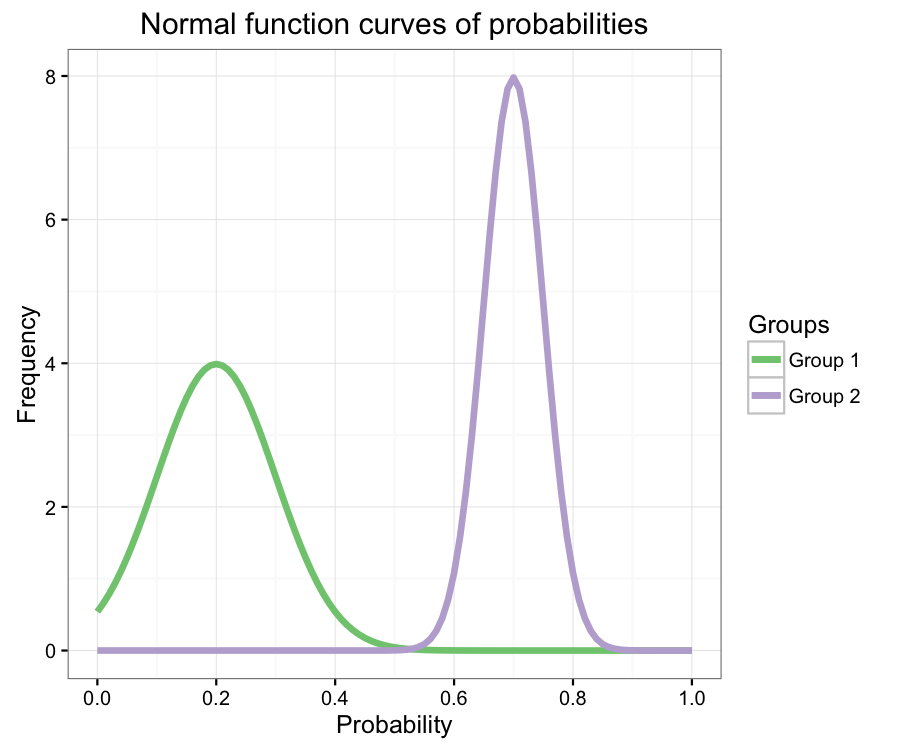 Normal function curves of probabilities
Frequency
8
6
4
2
0
0.0 0.2 0.4 0.6 0.8 1.0
Probability
Groups
Group 1
Group 2